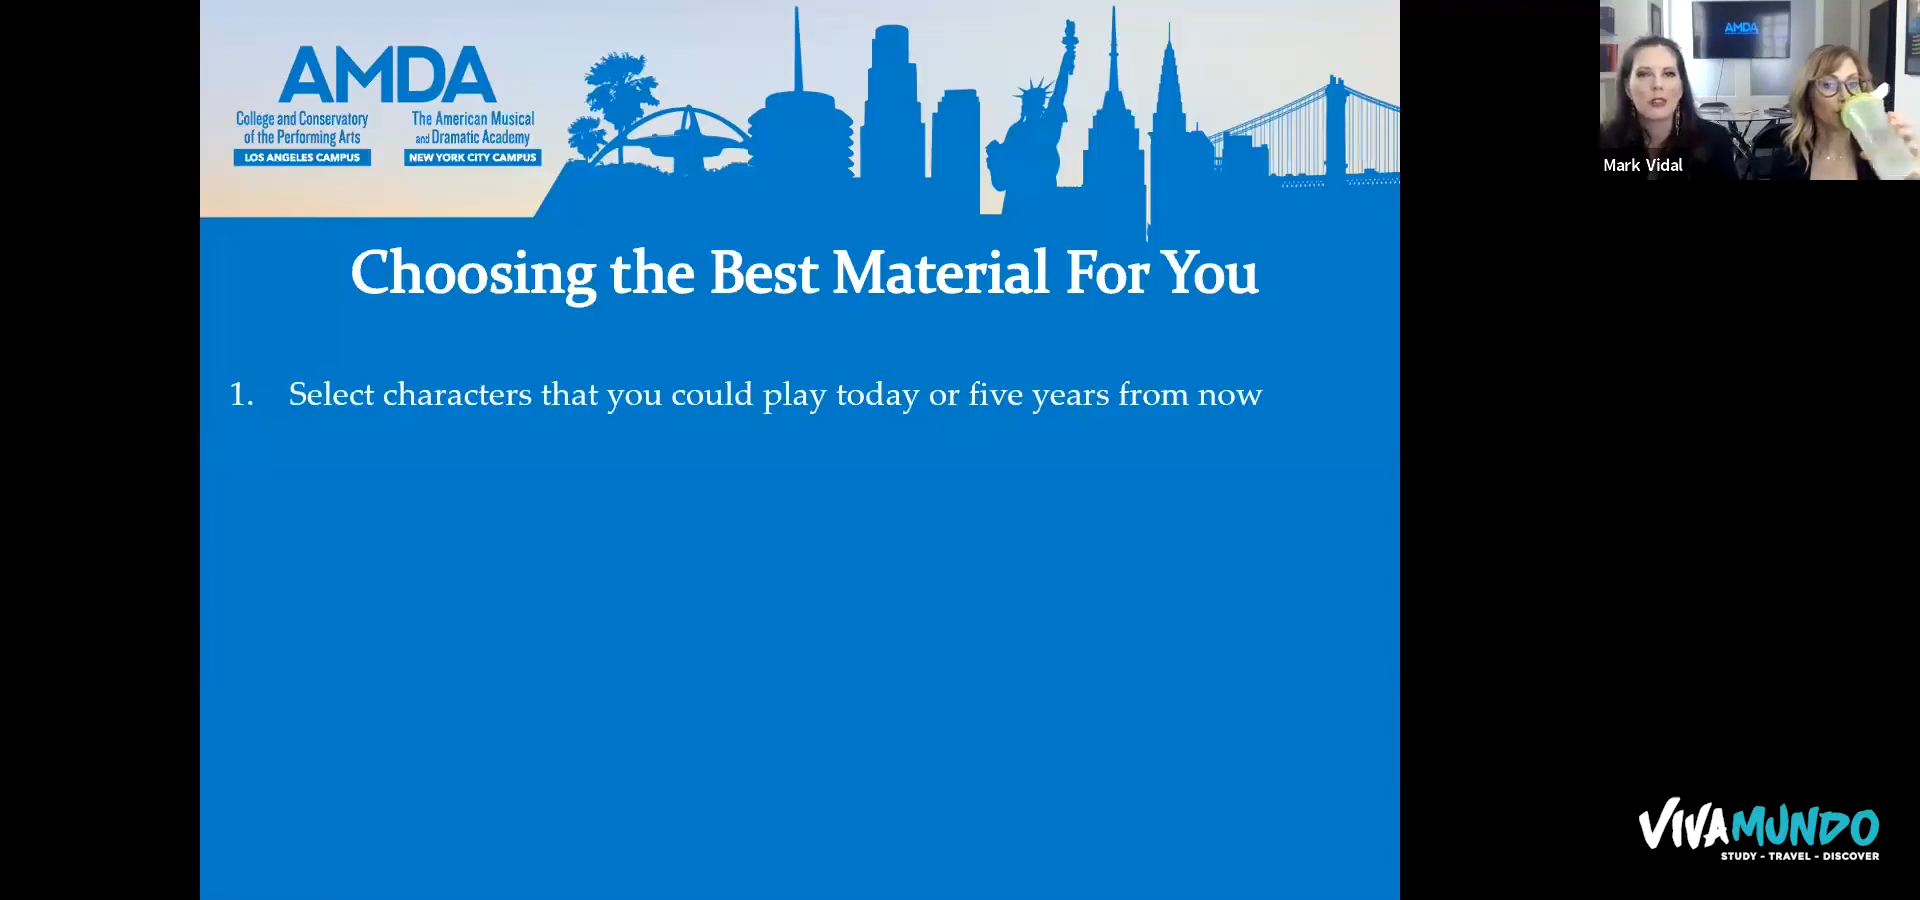 AMDA
College and Conservatory
of the Performing Arts
LOS ANGELES CAMPUS
The American Musical
and Dramatic Academy
NEW YORK CITY CAMPUS
Choosing the Best Material For You
1. Select characters that you could play today or five years from now
AMDA
Mark Vidal
VIVAMUNDO
STUDY - TRAVEL - DISCOVER